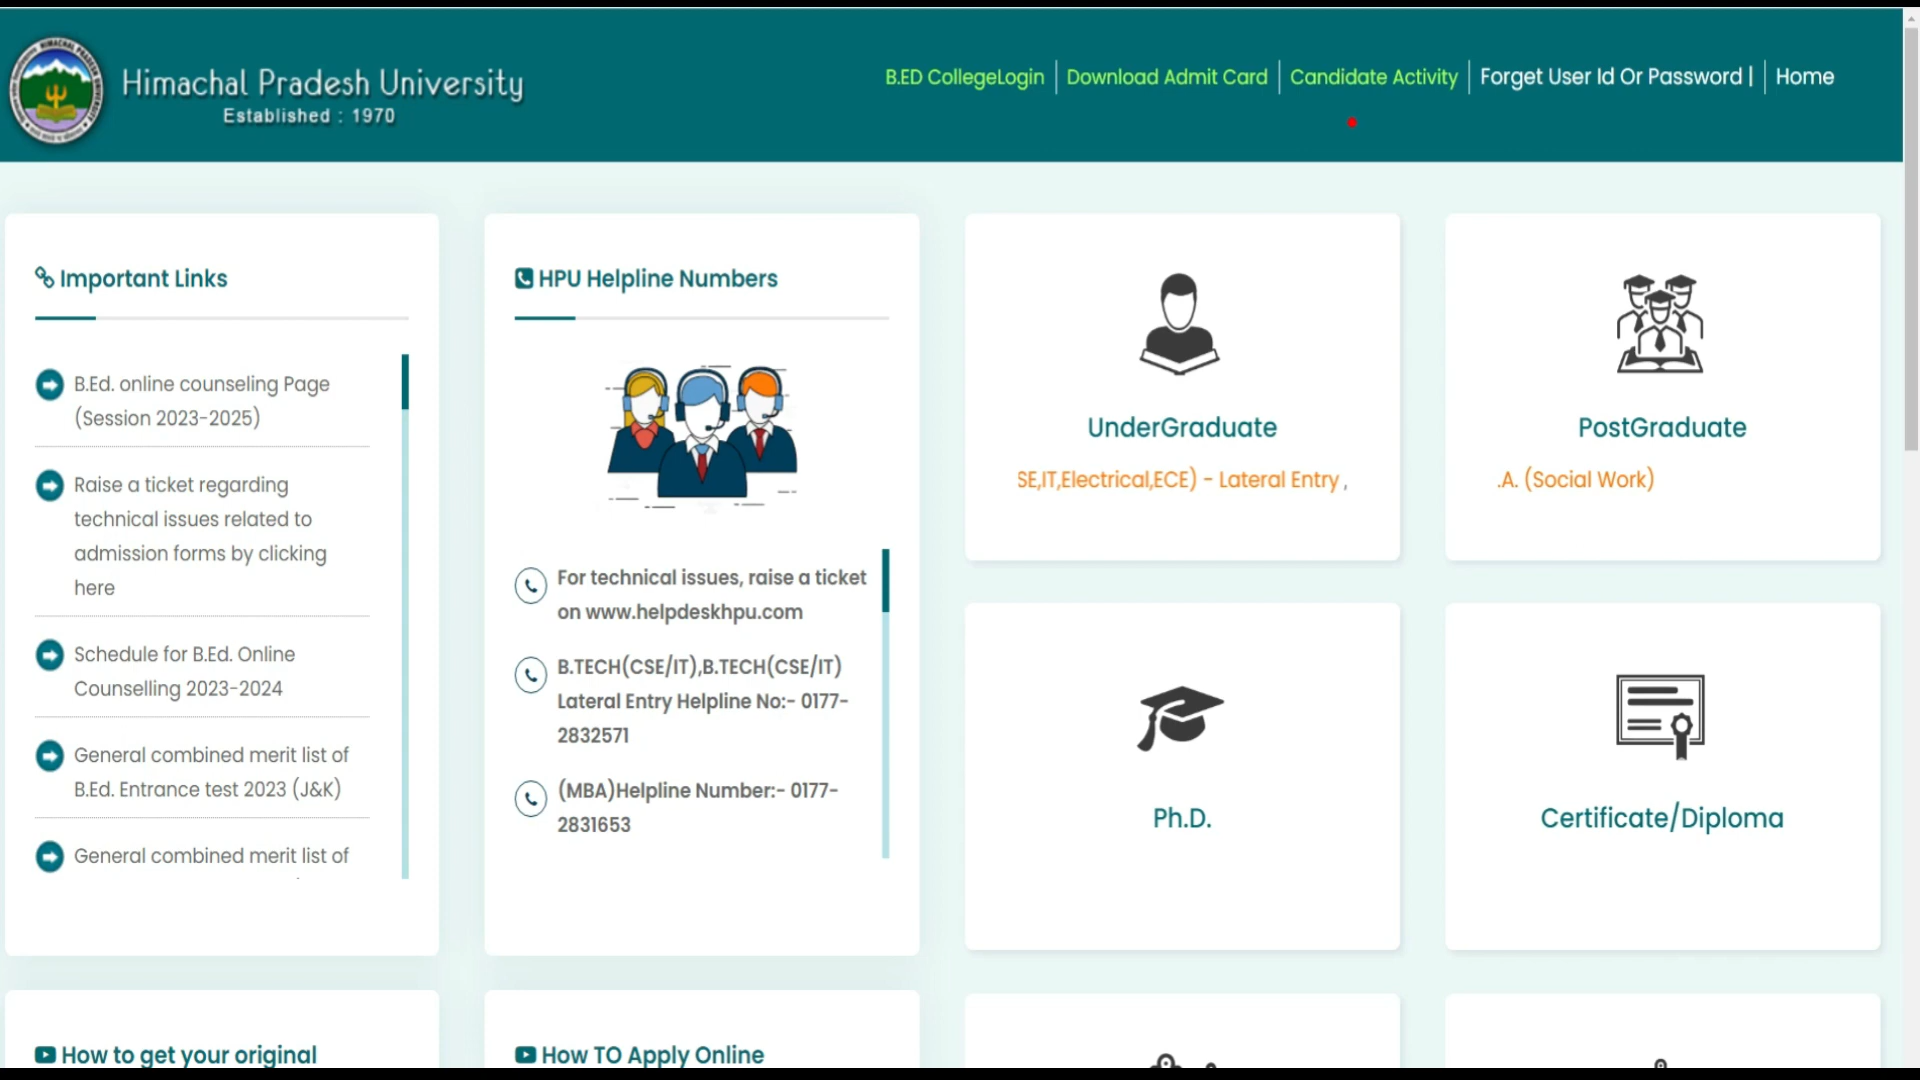 Himachal Pradesh University
Established : 1970
B.ED CollegeLogin
Download Admit Card
Candidate Activity
Forget User Id Or Password |
Home
Important Links
B.Ed. online counseling Page
(Session 2023-2025)
Raise a ticket regarding
technical issues related to
admission forms by clicking
here
Schedule for B.Ed. Online
Counselling 2023-2024
General combined merit list of
B.Ed. Entrance test 2023 (J&K)
General combined merit list of
HPU Helpline Numbers
For technical issues, raise a ticket
on www.helpdeskhpu.com
B.TECH(CSE/IT),B.TECH(CSE/IT)
Lateral Entry Helpline No:- 0177-
2832571
(MBA)Helpline Number:- 0177-
2831653
UnderGraduate
SE,IT,Electrical,ECE) - Lateral Entry ,
PostGraduate
.A. (Social Work)
Ph.D.
Certificate/Diploma
How to get your original
How TO Apply Online